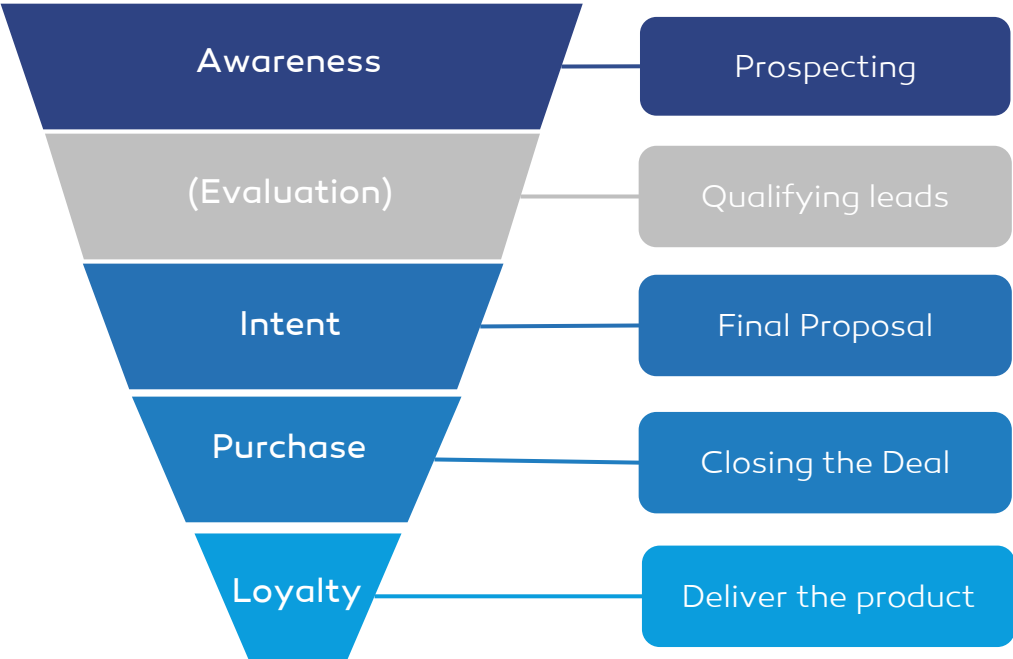 Awareness
Prospecting
(Evaluation)
Qualifying leads
Intent
Final Proposal
Purchase
Closing the Deal
Loyalty
Deliver the product